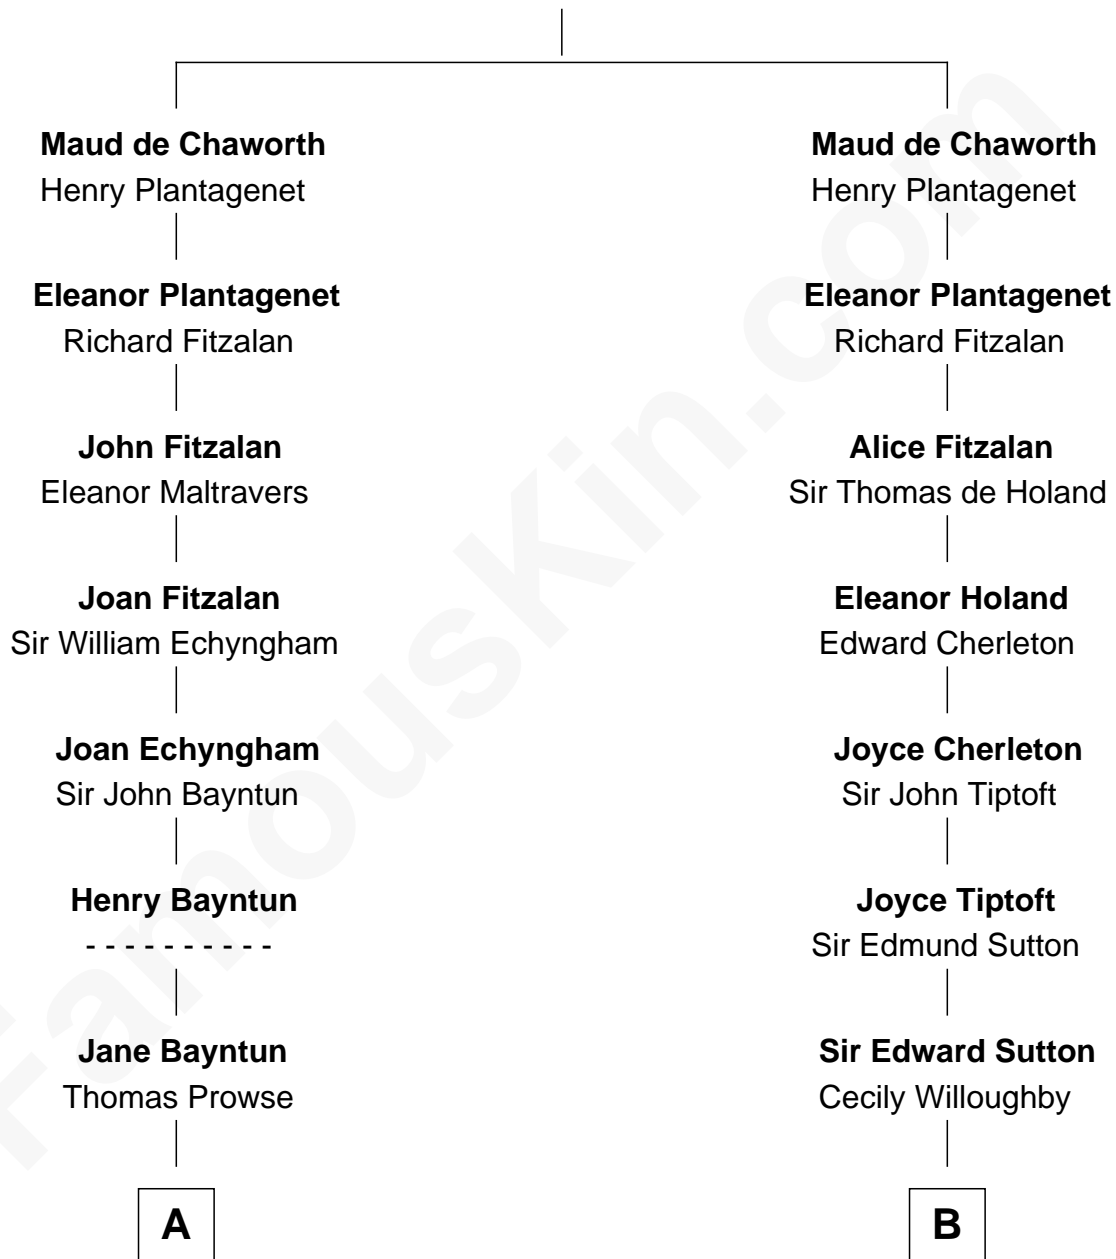 Maud de Chaworth
Henry Plantagenet
Eleanor Plantagenet
Richard Fitzalan
John Fitzalan
Eleanor Maltravers
Joan Fitzalan
Sir William Echyngham
Joan Echyngham
Sir John Bayntun
Henry Bayntun
- - - - - - - - - -
Jane Bayntun
Thomas Prowse
A
Maud de Chaworth
Henry Plantagenet
Eleanor Plantagenet
Richard Fitzalan
Alice Fitzalan
Sir Thomas de Holand
Eleanor Holand
Edward Cherleton
Joyce Cherleton
Sir John Tiptoft
Joyce Tiptoft
Sir Edmund Sutton
Sir Edward Sutton
Cecily Willoughby
B
FamousKin.com